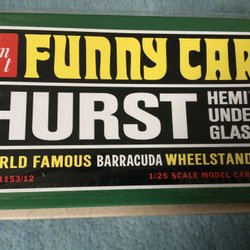 FUNNY CAR
HURST
HEMI
UNDE
GLAS
RLD FAMOUS BARRACUDA WHEELSTAND
1153/12
1/25 SCALE MODEL CAR